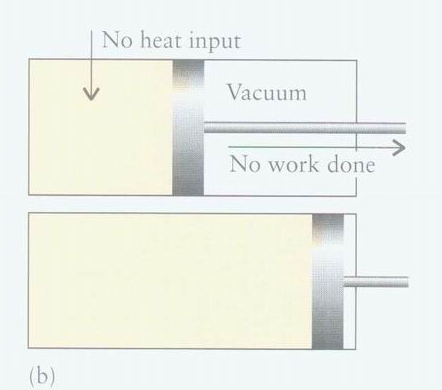 No heat input
Vacuum
No work done
(b)